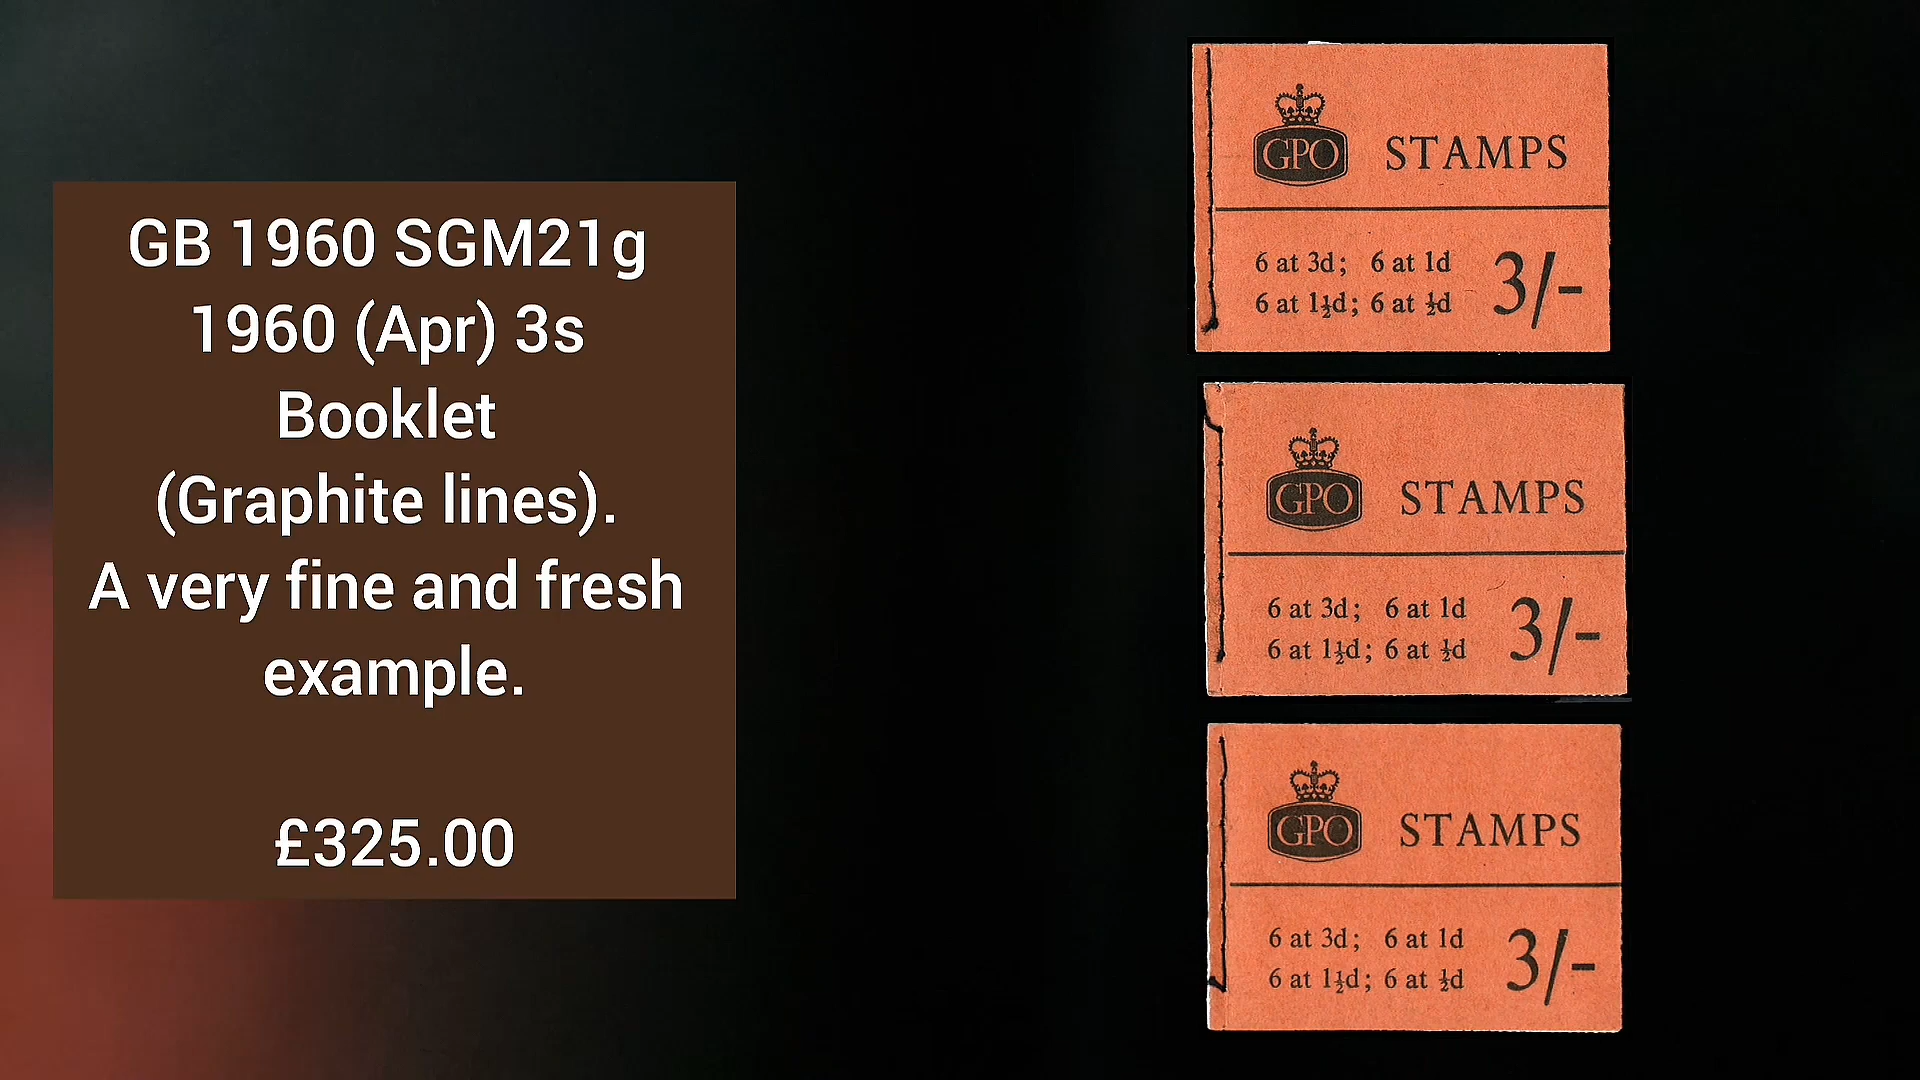 GB 1960 SGM21g
1960 (Apr) 3s
Booklet
(Graphite lines).
A very fine and fresh
example.
£325.00
GPO STAMPS
6 at 3d; 6 at 1d
6 at 1½d; 6 at ½d 3/-
GPO STAMPS
6 at 3d; 6 at 1d
6 at 1½d; 6 at ½d 3/-
GPO STAMPS
6 at 3d; 6 at 1d
6 at 1½d; 6 at ½d 3/-